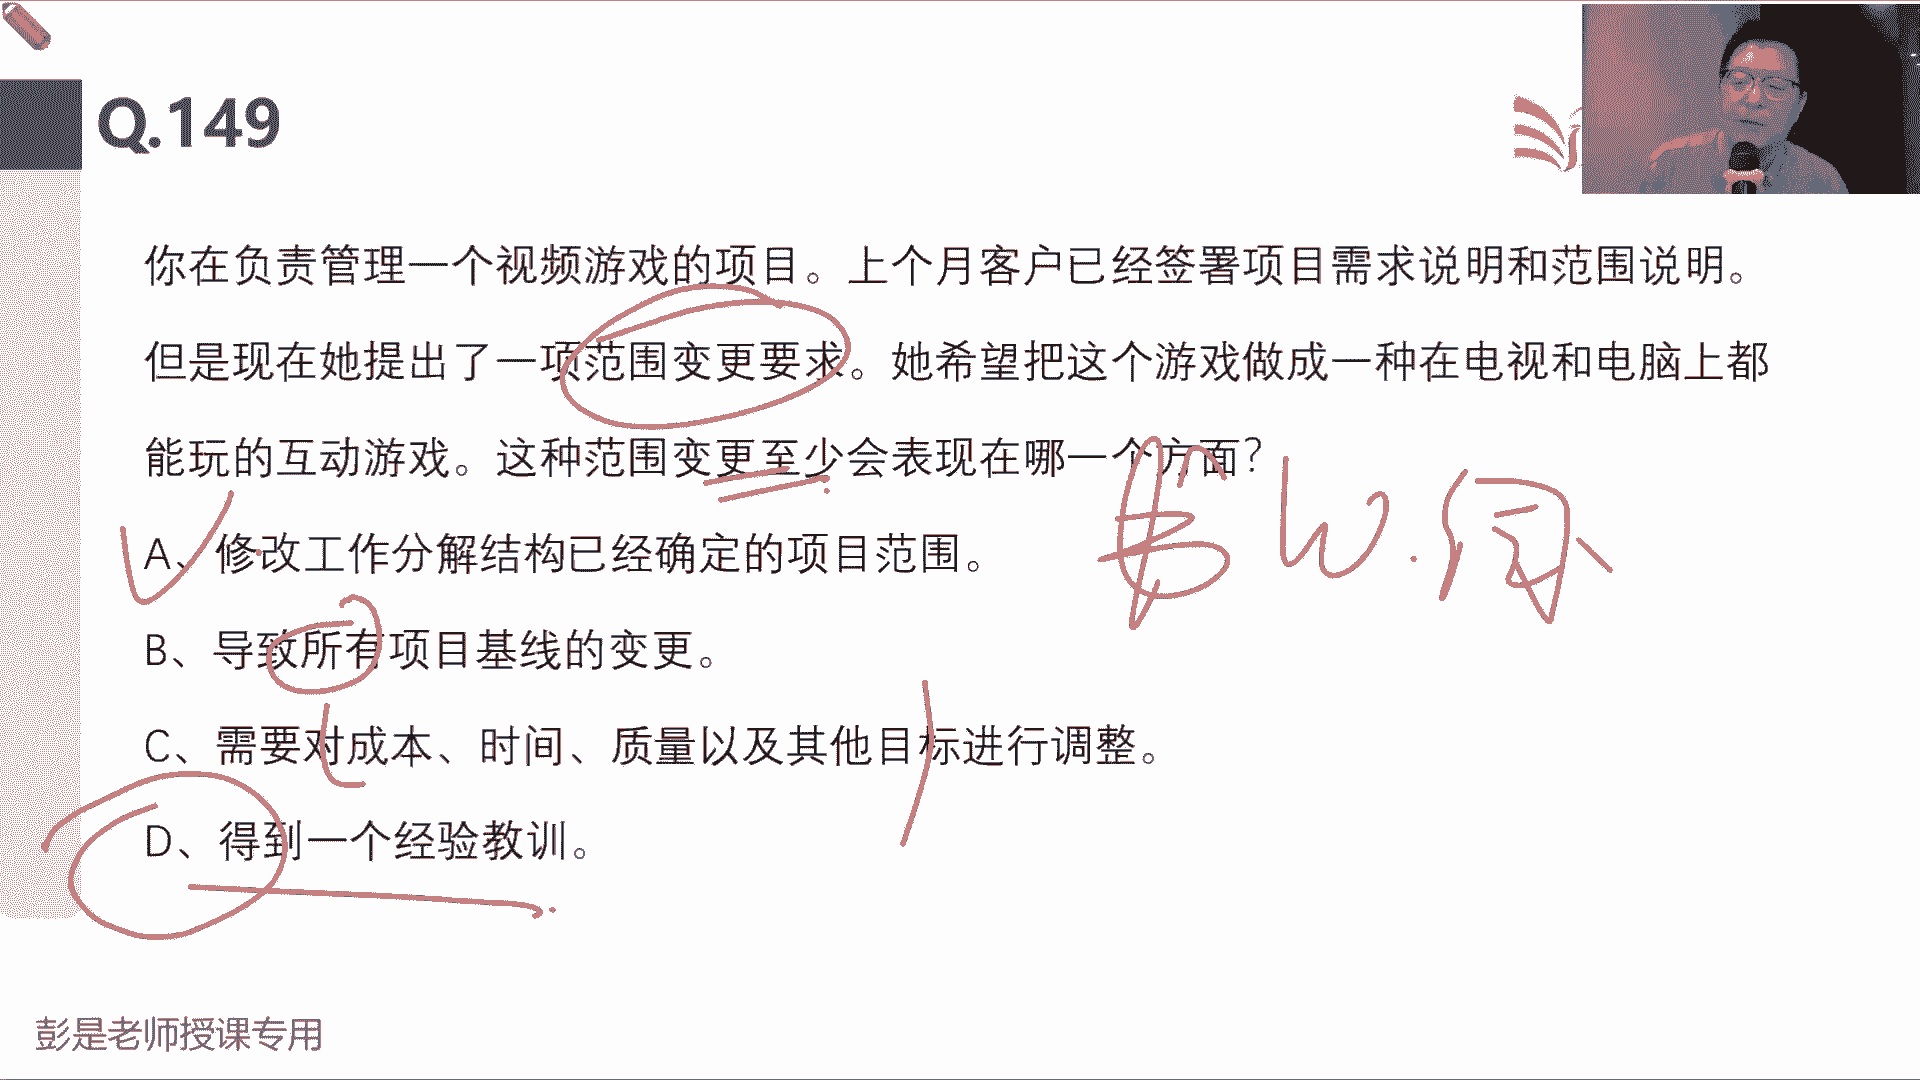 Q.149
你在负责管理一个视频游戏的项目。上个月客户已经签署项目需求说明和范围说明。
但是现在她提出了一项范围变更要求。她希望把这个游戏做成一种在电视和电脑上都
能玩的互动游戏。这种范围变更至少会表现在哪一个方面?
A、修改工作分解结构已经确定的项目范围。
B、导致所有项目基线的变更。
C、需要对成本、时间、质量以及其他目标进行调整。
D、得到一个经验教训。
彭是老师授课专用